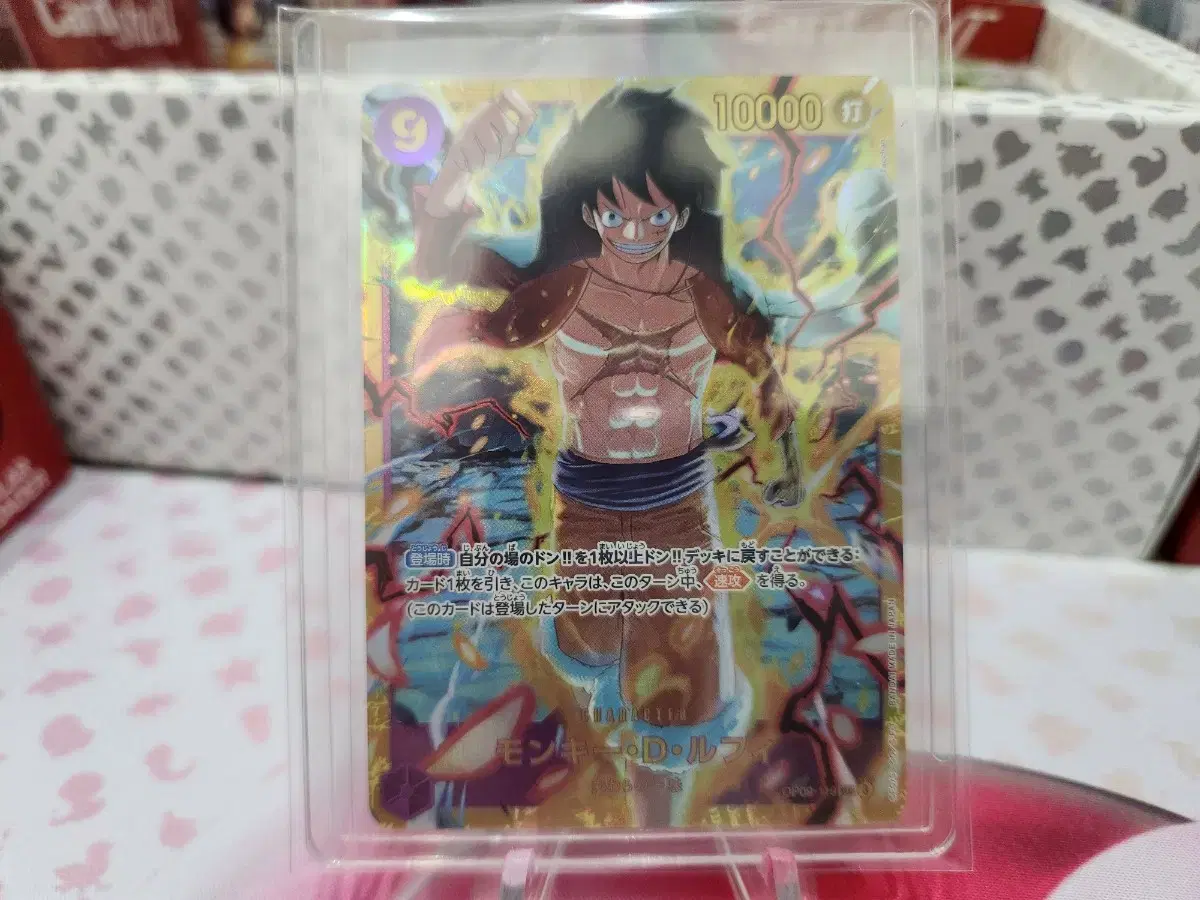 9
10000 打
登場時 自分の場のドン!!を1枚以上ドン!!デッキに戻すことができる:
カード1枚を引き、このキャラは、このターン中、速攻を得る。
(このカードは登場したターンにアタックできる)
CHARACTER
モンキー・D・ルフィ